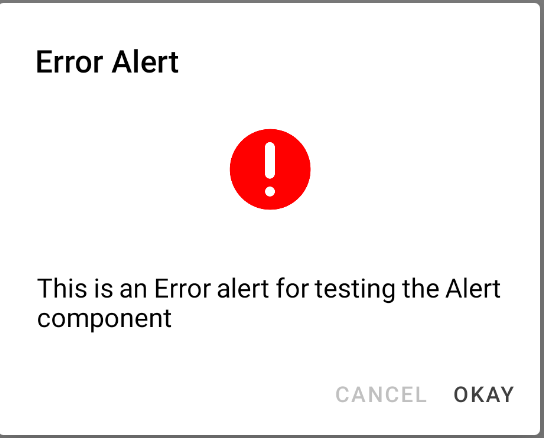 Error Alert
This is an Error alert for testing the Alert
component
CANCEL OKAY